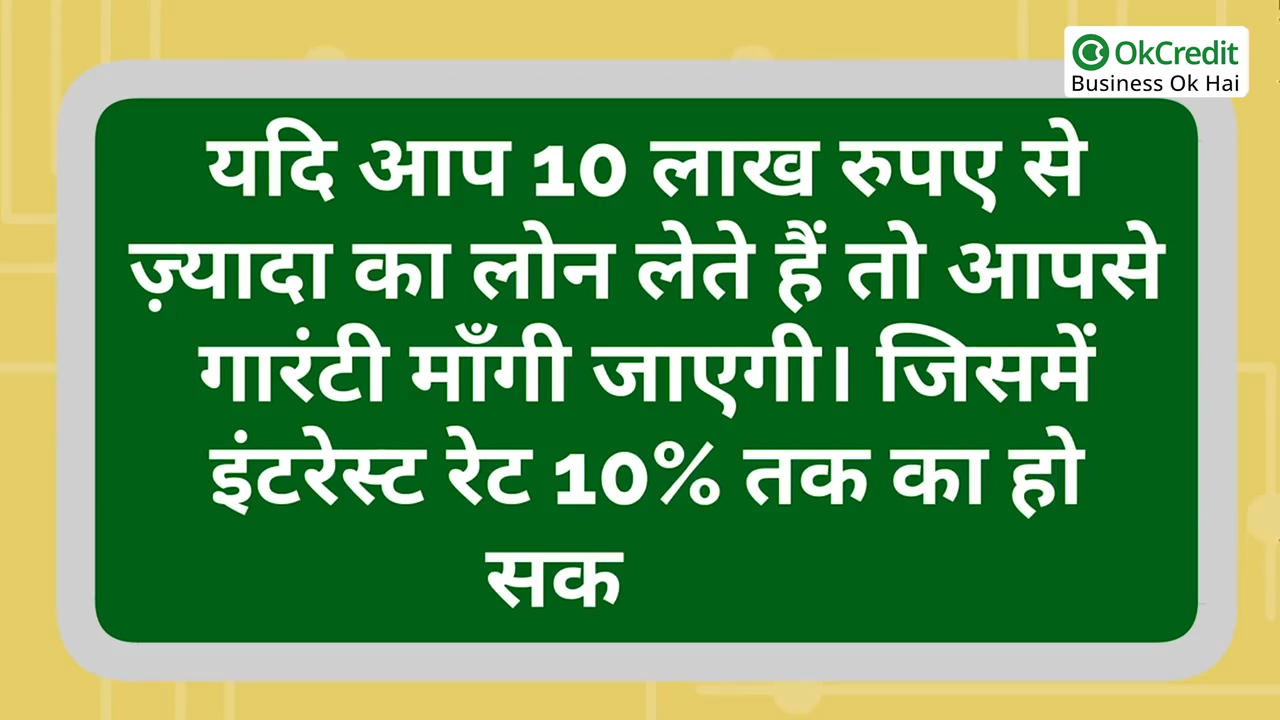 OkCredit
Business Ok Hai
यदि आप 10 लाख रुपए से
ज़्यादा का लोन लेते हैं तो आपसे
गारंटी माँगी जाएगी। जिसमें
इंटरेस्ट रेट 10% तक का हो
सक